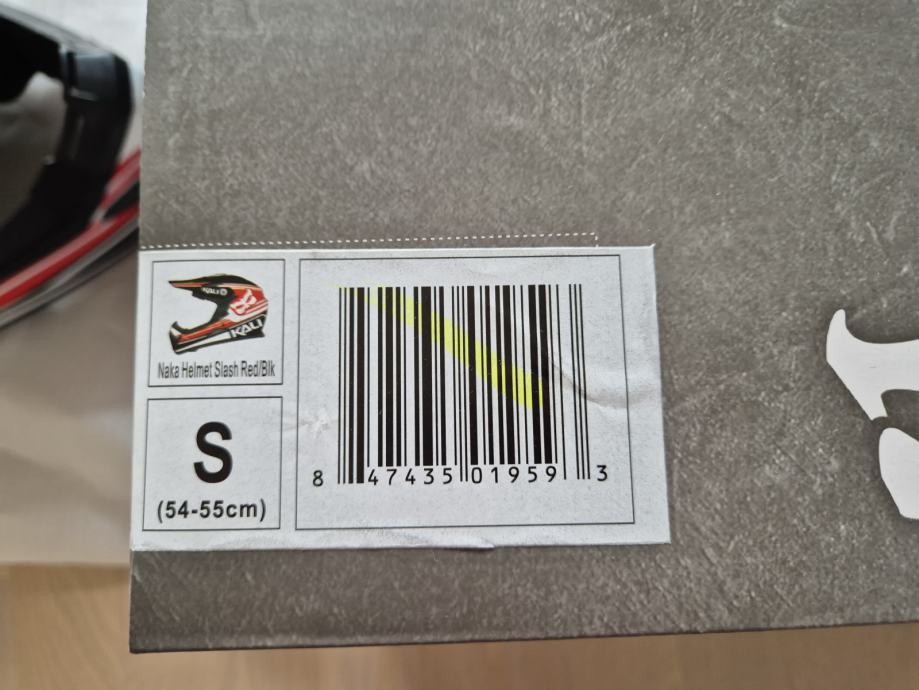 KALI
KALI
Naka Helmet Slash Red/Blk
S
(54-55cm)
8 47435 01959 3